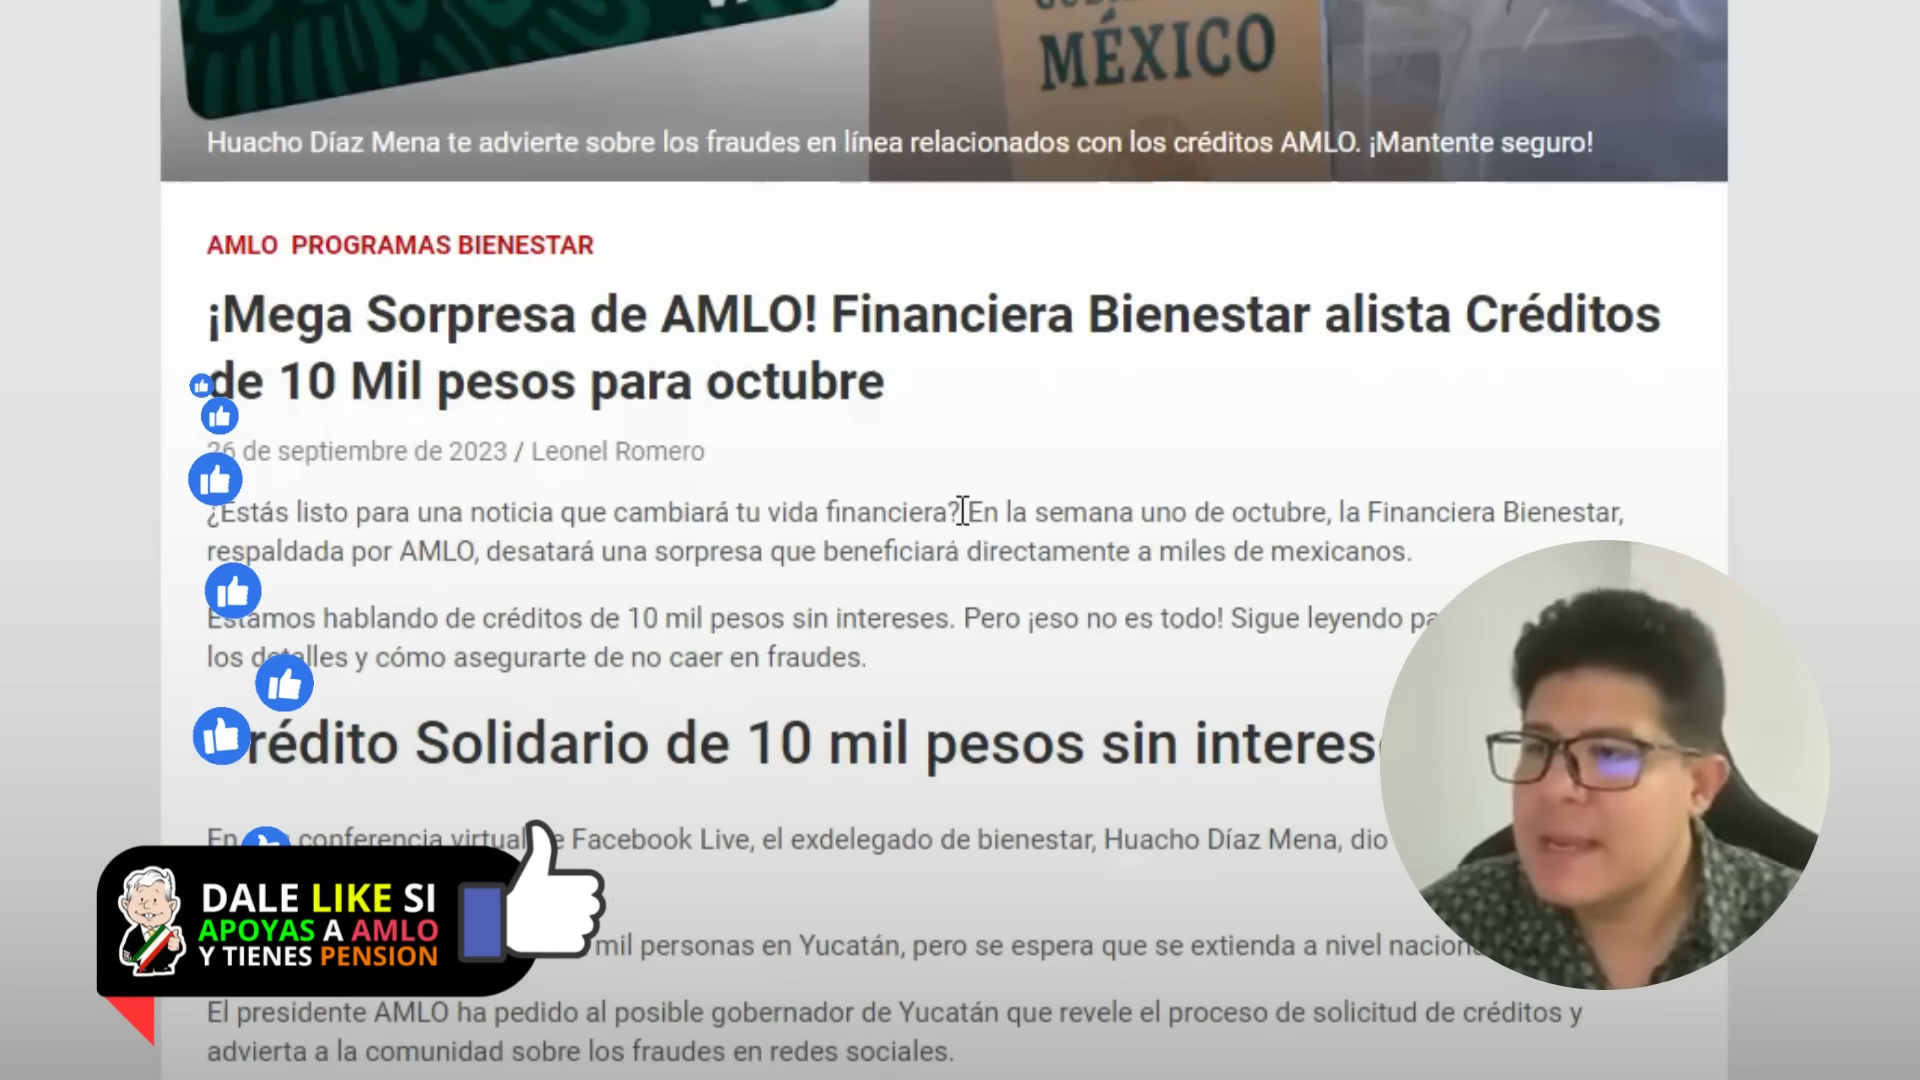 MÉXICO
Huacho Díaz Mena te advierte sobre los fraudes en línea relacionados con los créditos AMLO. ¡Mantente seguro!
AMLO PROGRAMAS BIENESTAR
¡Mega Sorpresa de AMLO! Financiera Bienestar alista Créditos
de 10 Mil pesos para octubre
26 de septiembre de 2023 / Leonel Romero
¿Estás listo para una noticia que cambiará tu vida financiera? En la semana uno de octubre, la Financiera Bienestar,
respaldada por AMLO, desatará una sorpresa que beneficiará directamente a miles de mexicanos.
Estamos hablando de créditos de 10 mil pesos sin intereses. Pero ¡eso no es todo! Sigue leyendo
los detalles y cómo asegurarte de no caer en fraudes.
Crédito Solidario de 10 mil pesos sin intereses
En conferencia virtual de Facebook Live, el exdelegado de bienestar, Huacho Díaz Mena, dio
mil personas en Yucatán, pero se espera que se extienda a nivel
El presidente AMLO ha pedido al posible gobernador de Yucatán que revele el proceso de solicitud de créditos y
advierta a la comunidad sobre los fraudes en redes sociales.
DALE LIKE SI
APOYAS A AMLO
Y TIENES PENSION